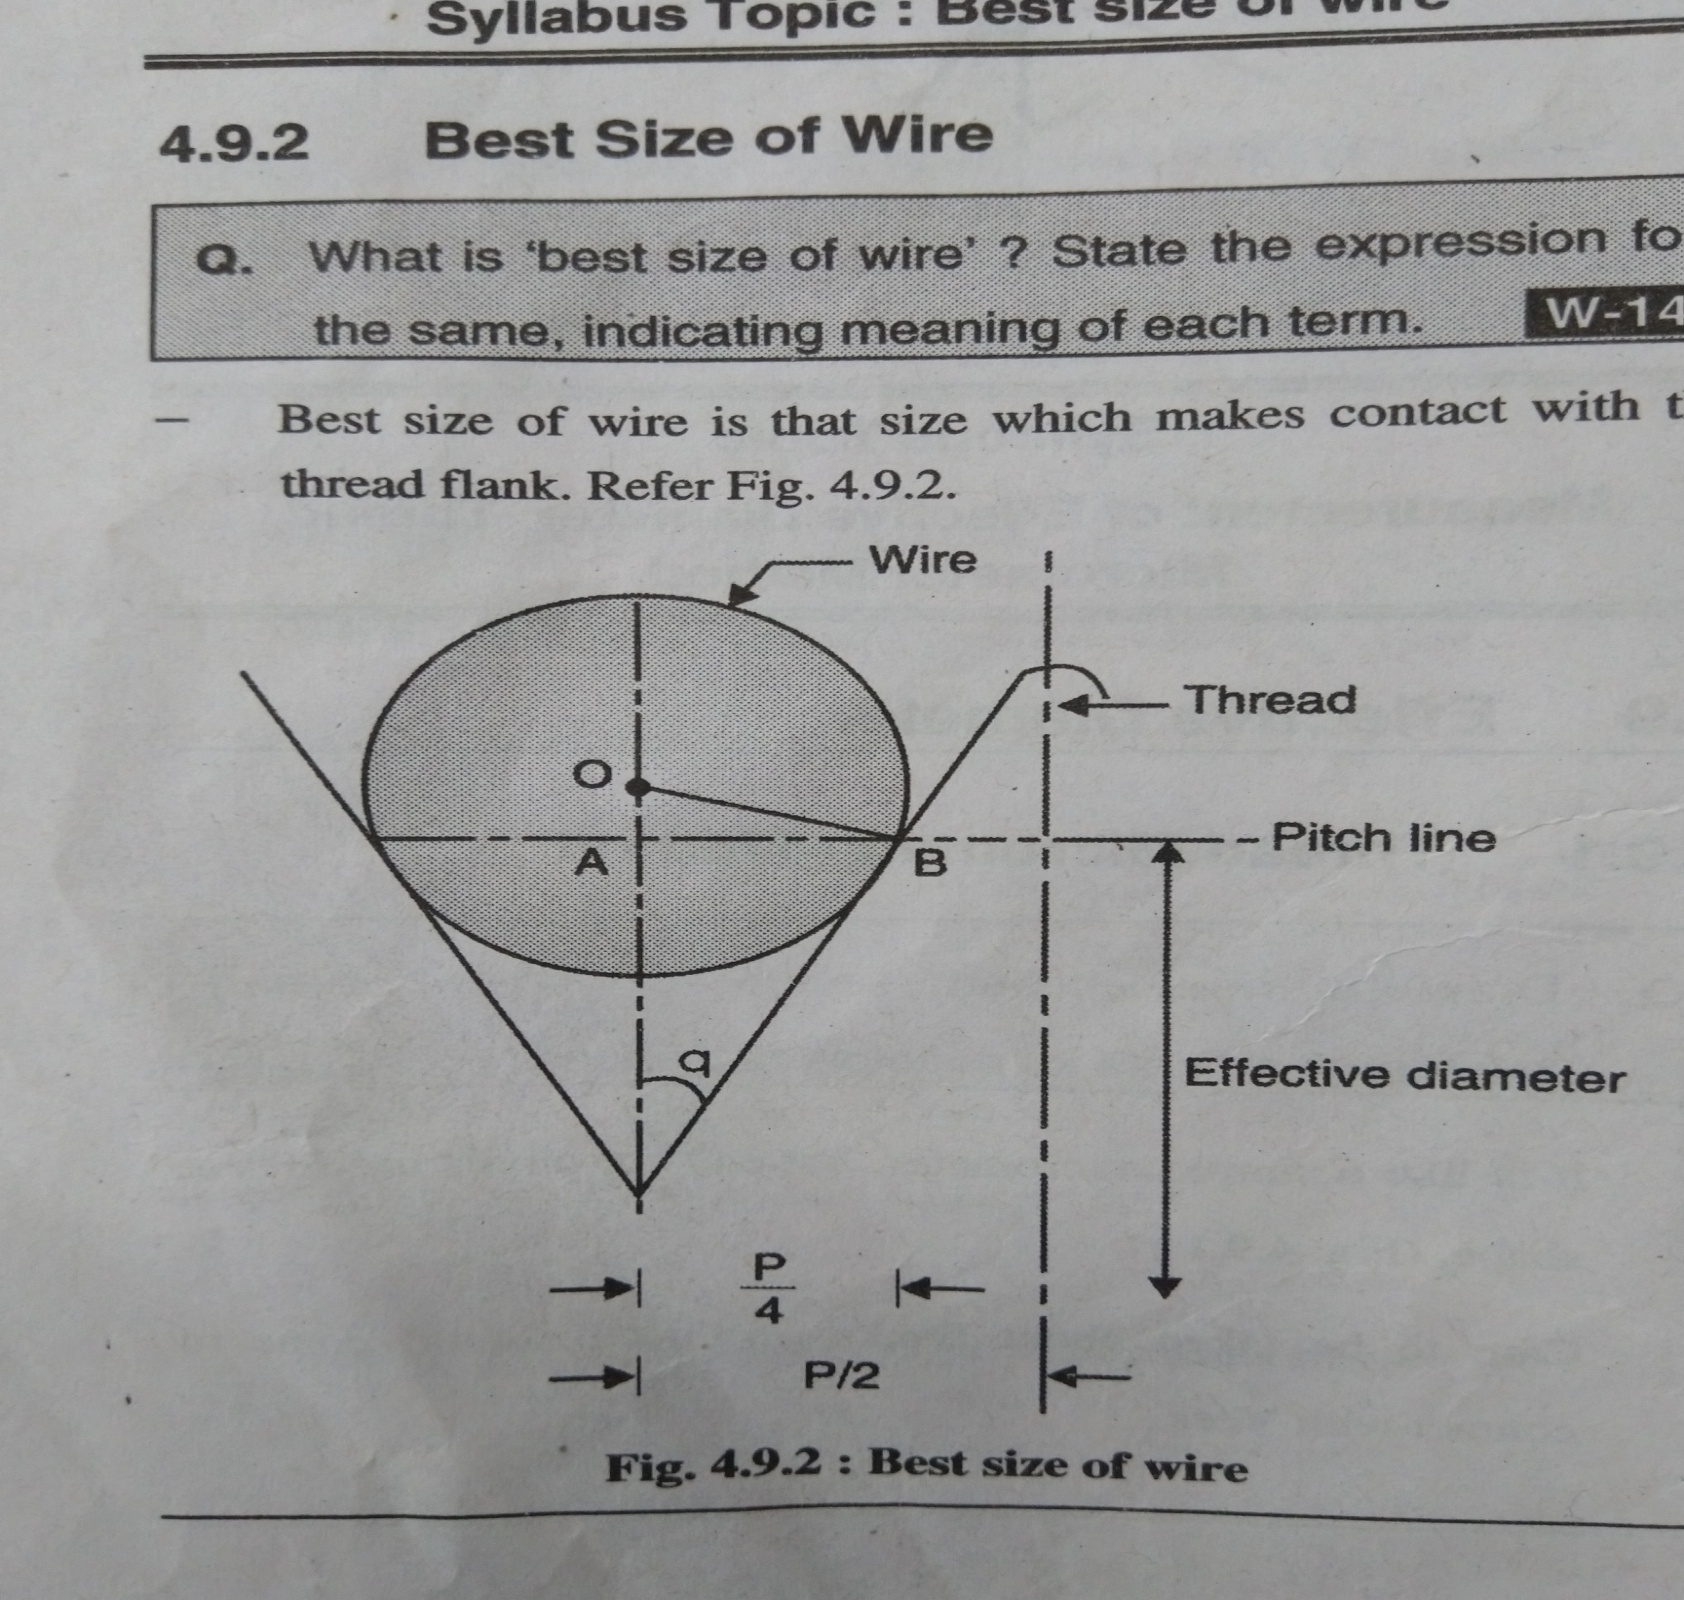 Syllabus Topic : Best size of wire
4.9.2 Best Size of Wire
Q. What is ‘best size of wire’ ? State the expression fo
the same, indicating meaning of each term. W-14
– Best size of wire is that size which makes contact with t
thread flank. Refer Fig. 4.9.2.
Wire
Thread
O
Pitch line
A B
q
Effective diameter
P
4
P/2
Fig. 4.9.2 : Best size of wire